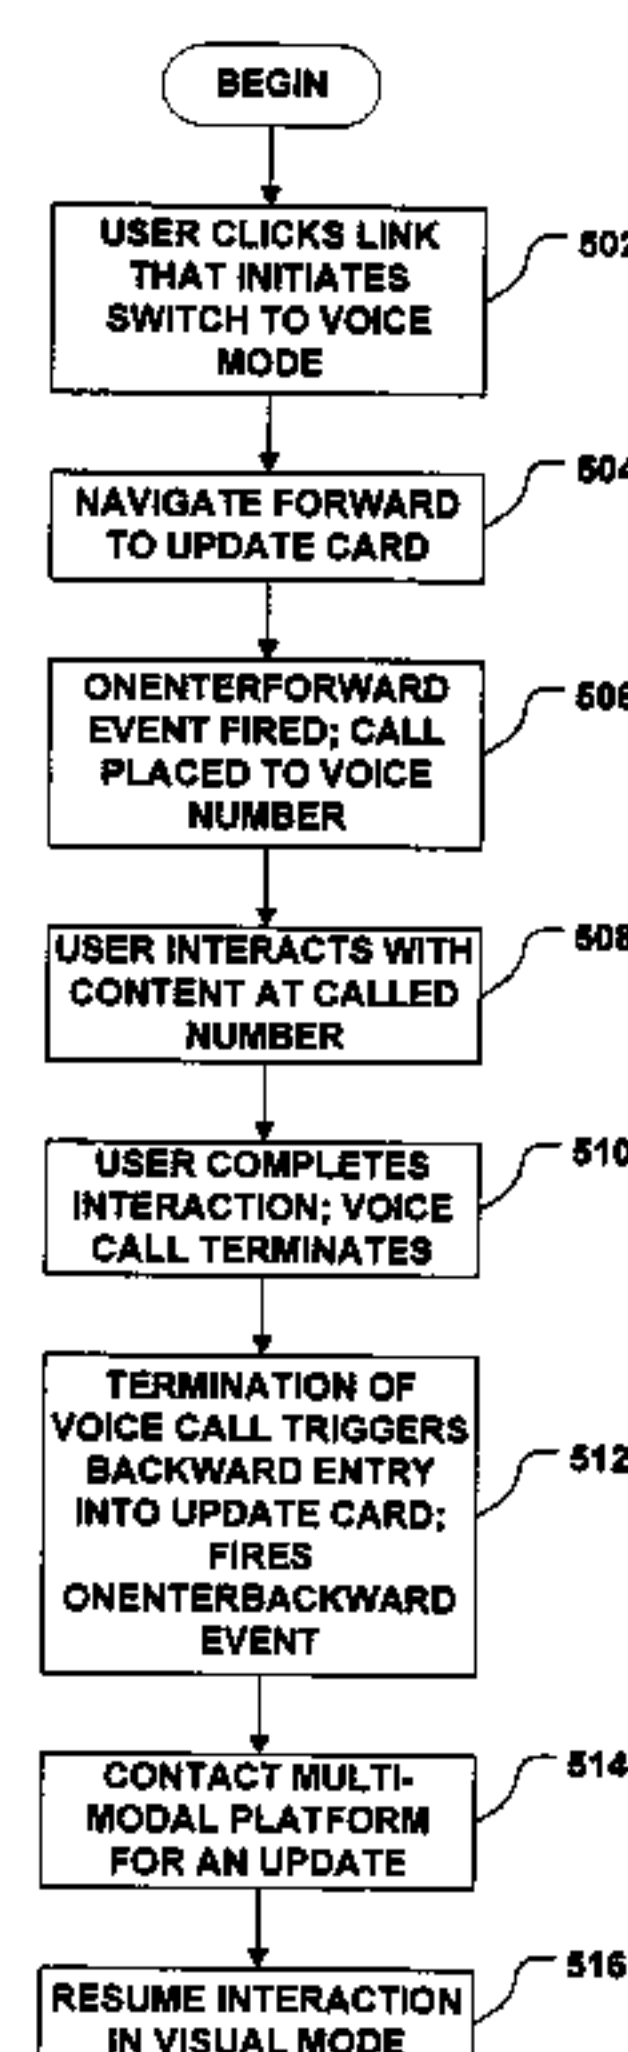 BEGIN
USER CLICKS LINK
THAT INITIATES
SWITCH TO VOICE
MODE
502
NAVIGATE FORWARD
TO UPDATE CARD
504
ONENTERFORWARD
EVENT FIRED; CALL
PLACED TO VOICE
NUMBER
506
USER INTERACTS WITH
CONTENT AT CALLED
NUMBER
508
USER COMPLETES
INTERACTION; VOICE
CALL TERMINATES
510
TERMINATION OF
VOICE CALL TRIGGERS
BACKWARD ENTRY
INTO UPDATE CARD;
FIRES
ONENTERBACKWARD
EVENT
512
CONTACT MULTI-
MODAL PLATFORM
FOR AN UPDATE
514
RESUME INTERACTION
IN VISUAL MODE
516